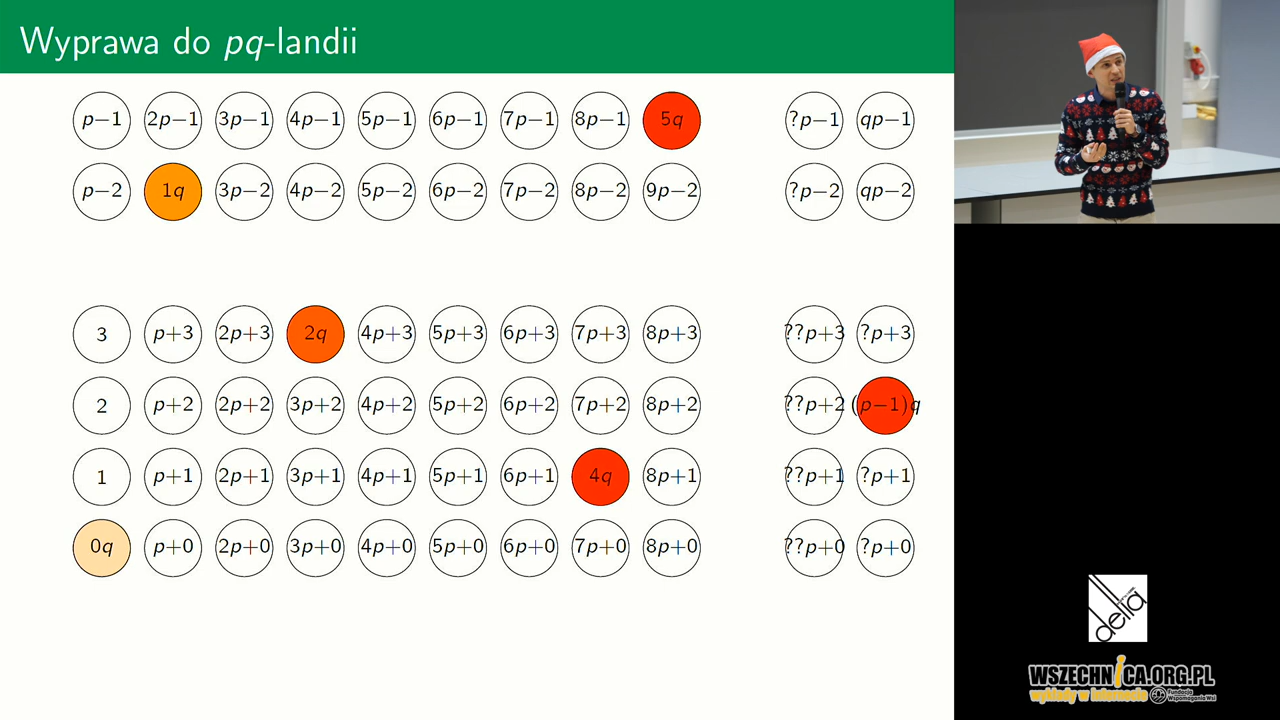 Wyprawa do pq-landii
p−1 2p−1 3p−1 4p−1 5p−1 6p−1 7p−1 8p−1 5q ?p−1 qp−1
p−2 1q 3p−2 4p−2 5p−2 6p−2 7p−2 8p−2 9p−2 ?p−2 qp−2
3 p+3 2p+3 2q 4p+3 5p+3 6p+3 7p+3 8p+3 ??p+3 ?p+3
2 p+2 2p+2 3p+2 4p+2 5p+2 6p+2 7p+2 8p+2 ??p+2 (p−1)q
1 p+1 2p+1 3p+1 4p+1 5p+1 6p+1 4q 8p+1 ??p+1 ?p+1
0q p+0 2p+0 3p+0 4p+0 5p+0 6p+0 7p+0 8p+0 ??p+0 ?p+0
delta
WSZECHNICA.ORG.PL
wykłady w internecie
Fundacja
Wspomagania Wsi